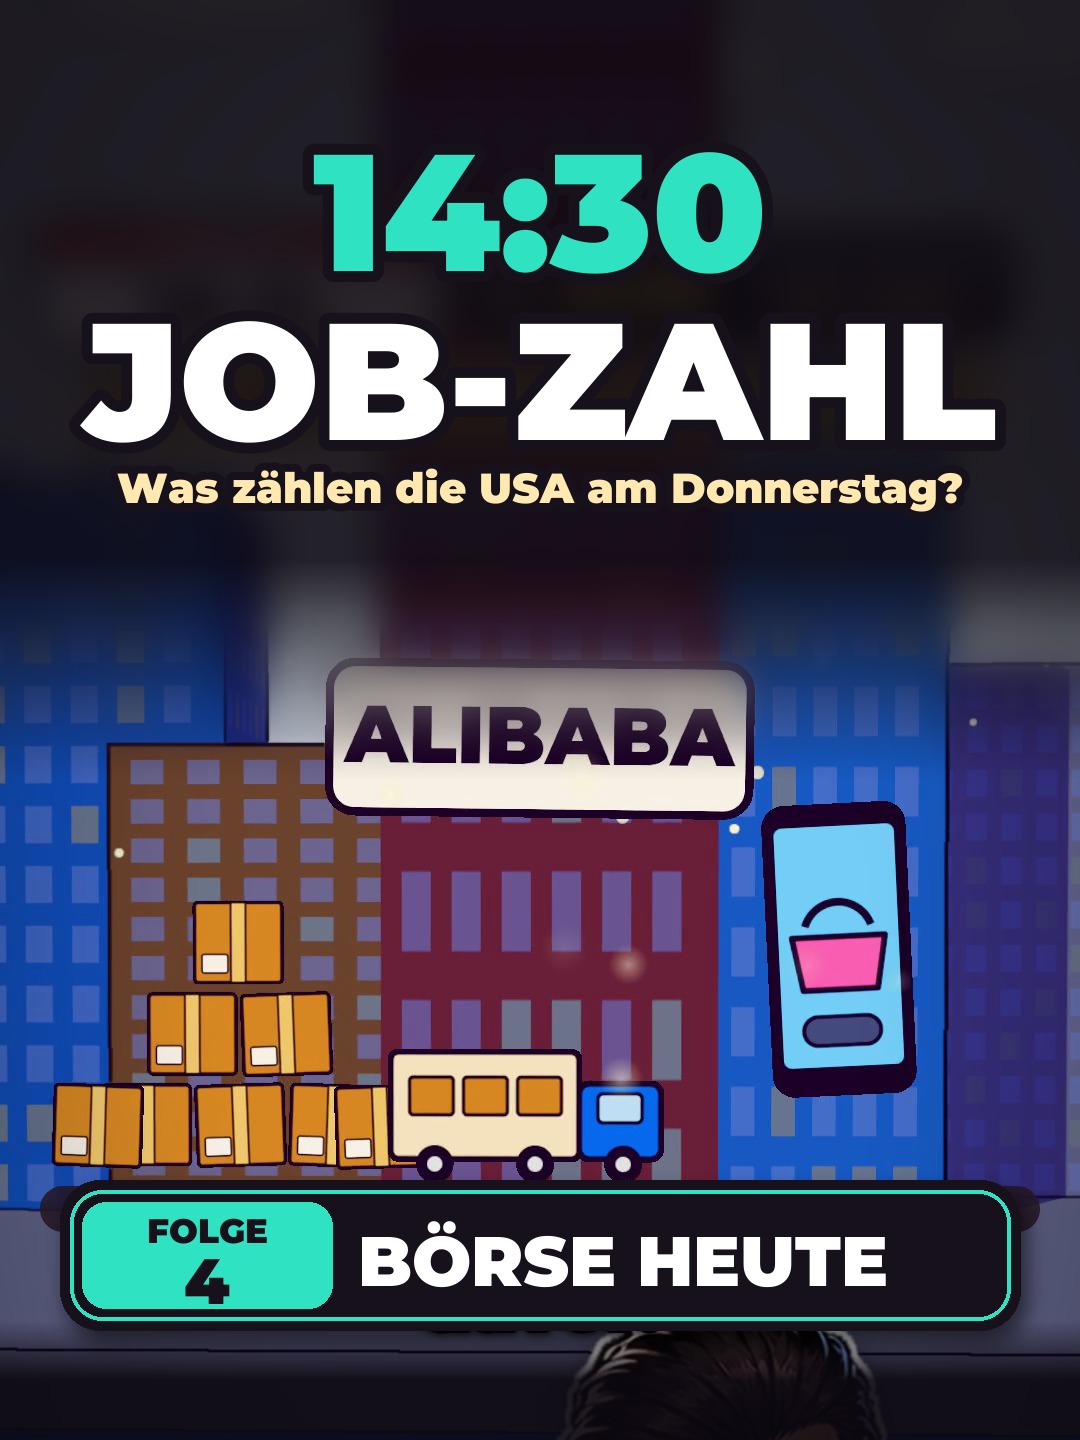 14:30
JOB-ZAHL
Was zählen die USA am Donnerstag?
ALIBABA
FOLGE
4
BÖRSE HEUTE